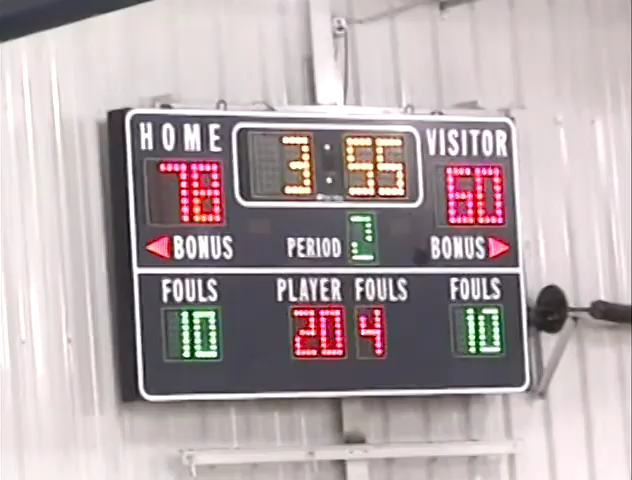 HOME 3:55 VISITOR
78 60
BONUS PERIOD 2 BONUS
FOULS PLAYER FOULS FOULS
10 20 4 10